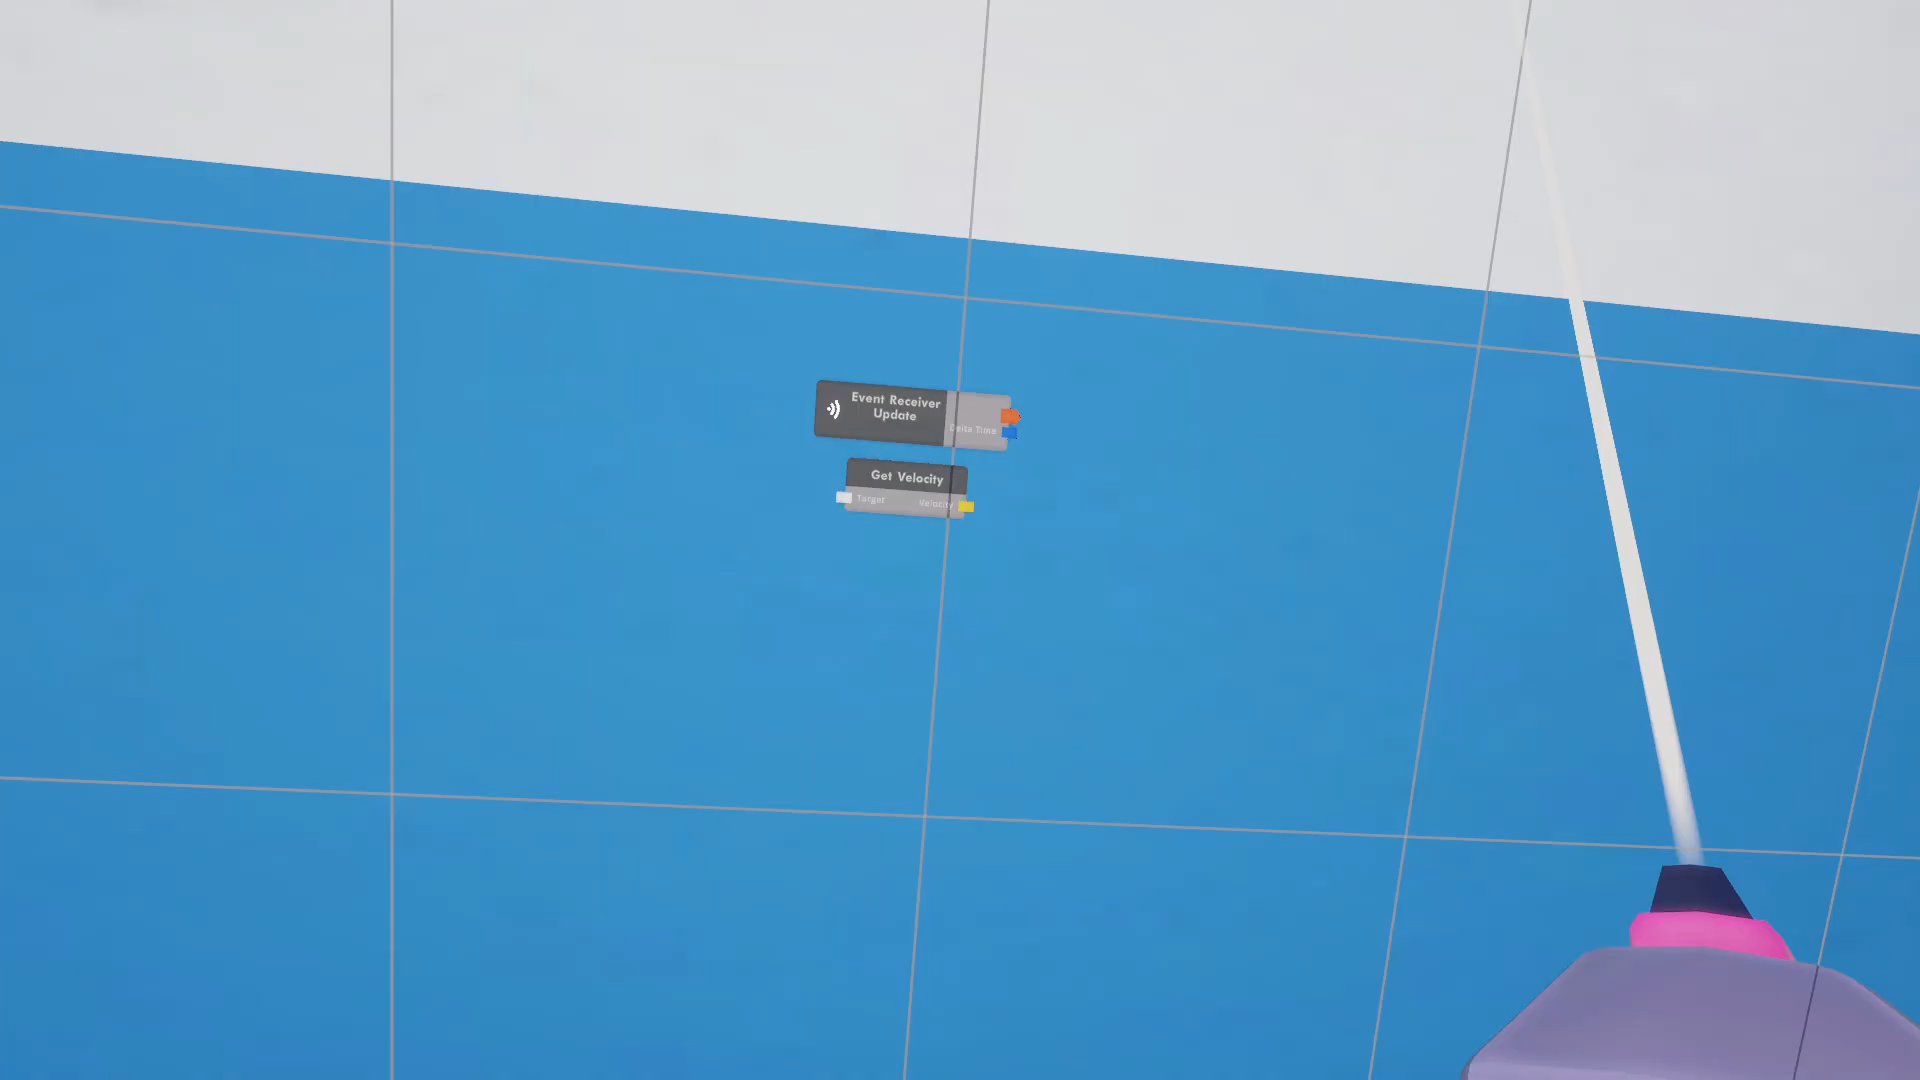 Event Receiver
Update
Delta Time
Get Velocity
Target Velocity